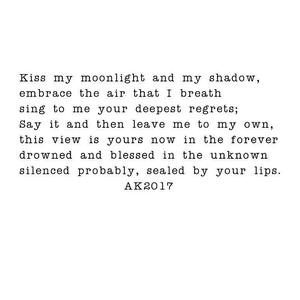 Kiss my moonlight and my shadow,
embrace the air that I breath
sing to me your deepest regrets;
Say it and then leave me to my own,
this view is yours now in the forever
drowned and blessed in the unknown
silenced probably, sealed by your lips.
AK2017